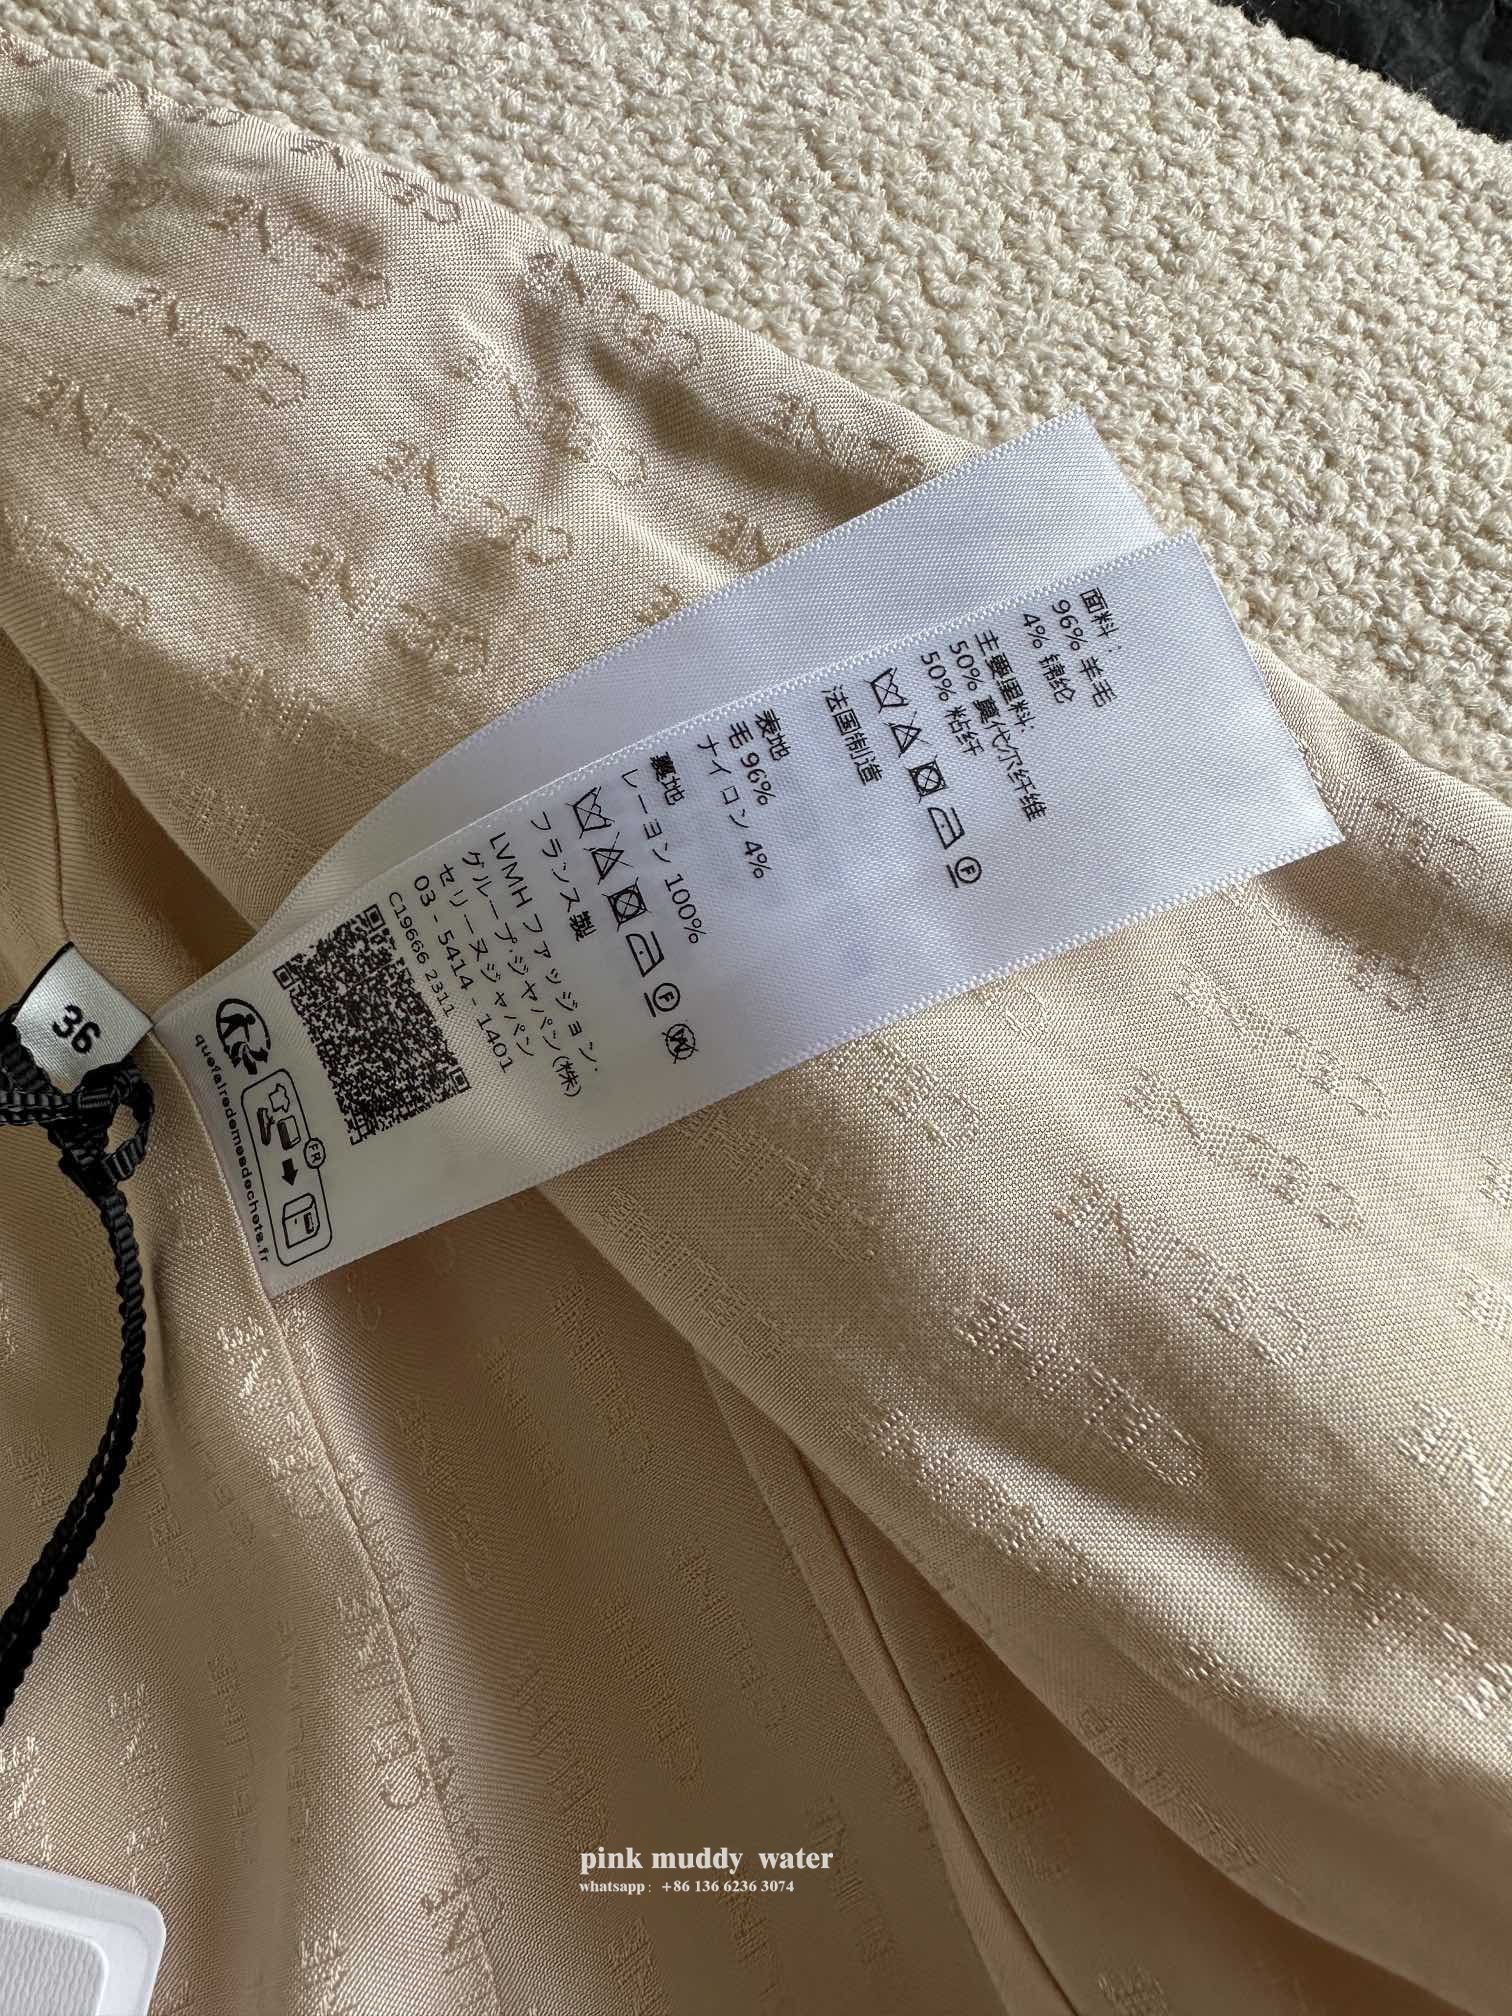 面料:
96% 羊毛
4% 锦纶
主要里料:
50% 莫代尔纤维
50% 粘纤
法国制造
表地
毛 96%
ナイロン 4%
裏地
レーヨン 100%
フランス製
LVMH ファッション・
グループ・ジャパン (株)
セリーヌジャパン
03 - 5414 - 1401
C19666 2311
FR
quefairedemesdechets.fr
36
CELINE
pink muddy water
whatsapp: +86 136 6236 3074